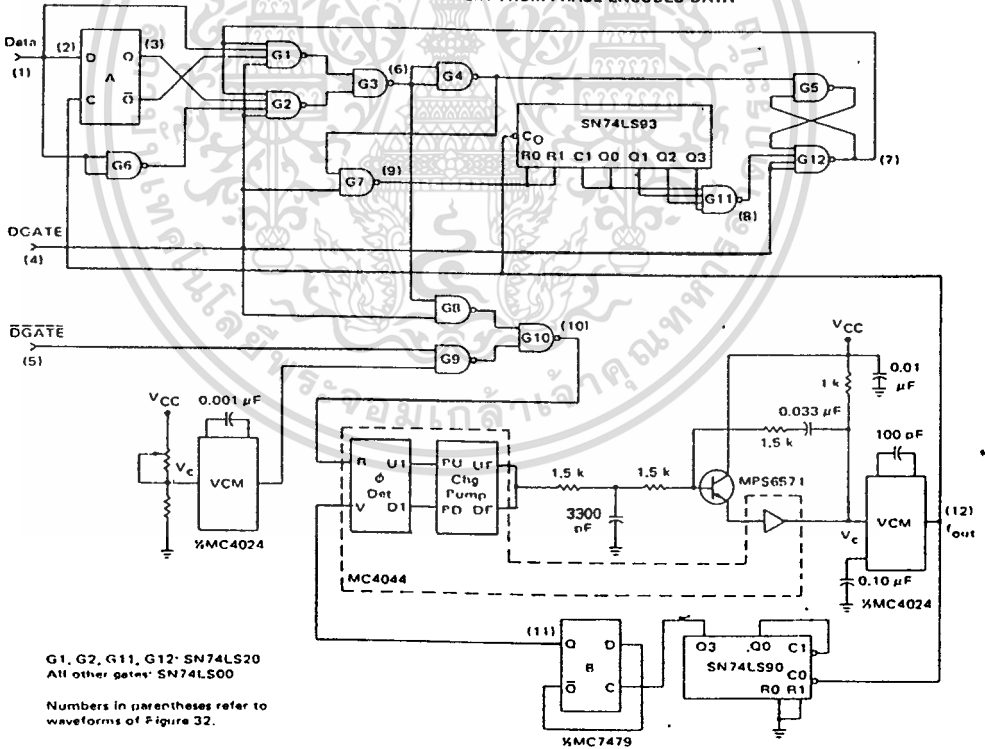 Data
(1)
(2)
D
A
C
(3)
Q
Q̅
G1
G2
G3
(6)
G4
G5
G6
G7
(9)
SN74LS93
C0
R0 R1 C1 Q0 Q1 Q2 Q3
G11
(8)
G12
(7)
DGATE
(4)
G8
D̅G̅A̅T̅E̅
(5)
G9
G10
(10)
VCC
0.001 µF
VC
VCM
½MC4024
R
V
φ
Det
U1
D1
PU UF
Chg
Pump
PD DF
MC4044
1.5 k
1.5 k
3300
pF
MPS6571
VCC
1 k
0.01
µF
0.033 µF
1.5 k
100 pF
VCM
VC
(12)
fout
0.10 µF
½MC4024
(11)
Q D
B
Q̅ C
½MC7479
Q3 Q0 C1
SN74LS90
C0
R0 R1
G1, G2, G11, G12: SN74LS20
All other gates: SN74LS00
Numbers in parentheses refer to
waveforms of Figure 32.